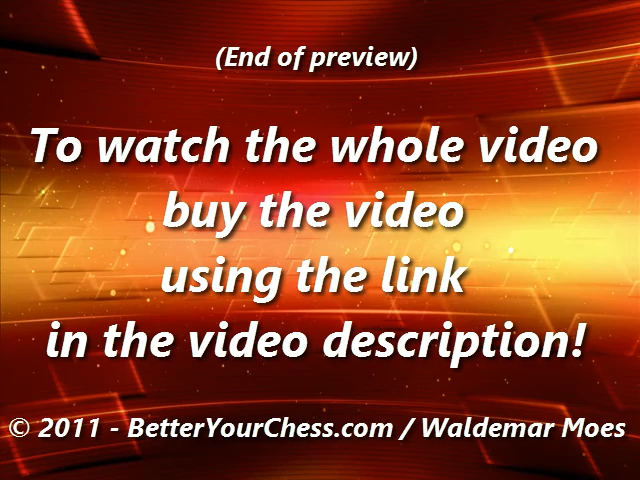 (End of preview)
To watch the whole video
buy the video
using the link
in the video description!
© 2011 - BetterYourChess.com / Waldemar Moes